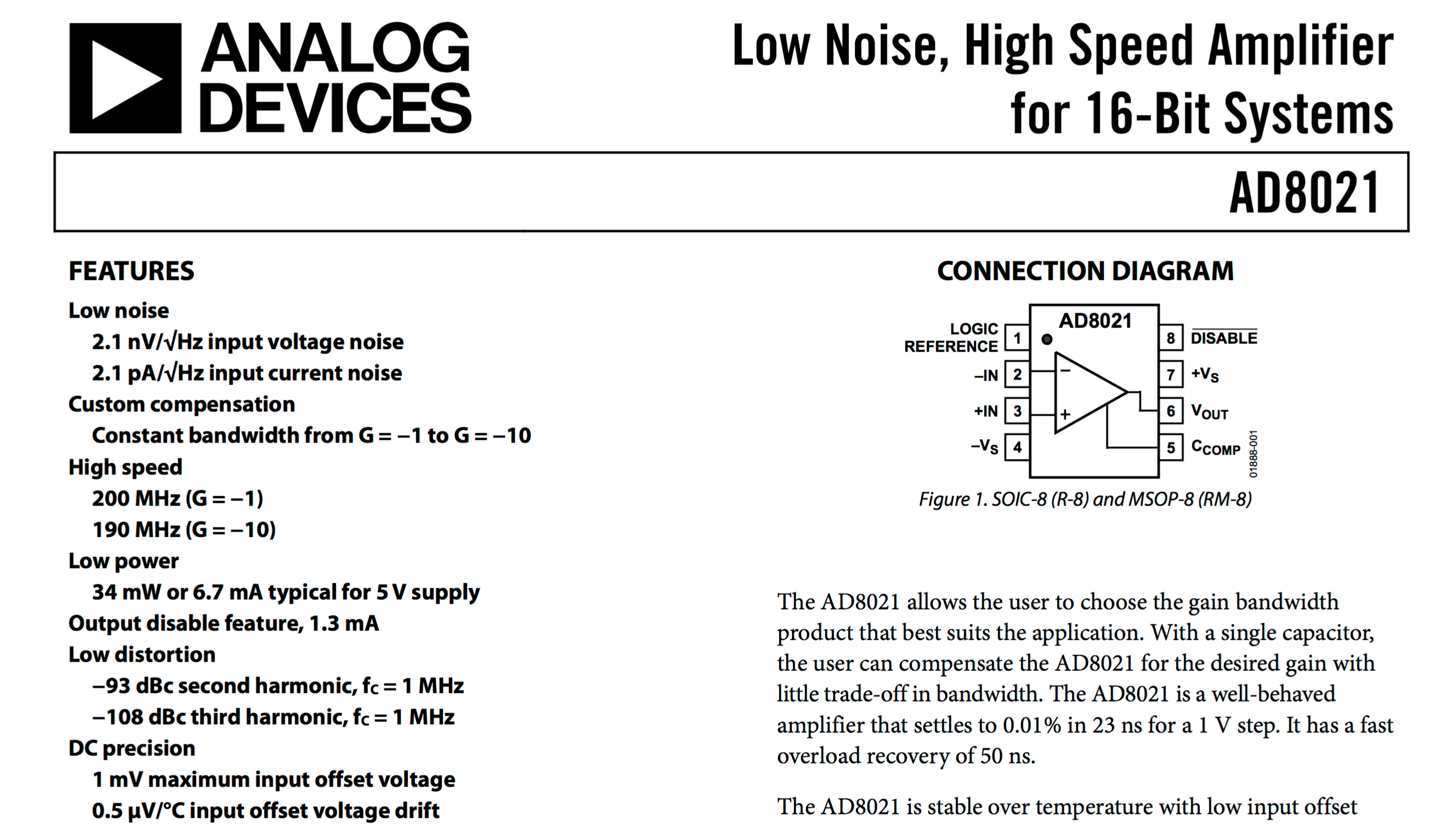 ANALOG
DEVICES
Low Noise, High Speed Amplifier
for 16-Bit Systems
AD8021
FEATURES
Low noise
2.1 nV/√Hz input voltage noise
2.1 pA/√Hz input current noise
Custom compensation
Constant bandwidth from G = −1 to G = −10
High speed
200 MHz (G = −1)
190 MHz (G = −10)
Low power
34 mW or 6.7 mA typical for 5 V supply
Output disable feature, 1.3 mA
Low distortion
−93 dBc second harmonic, fC = 1 MHz
−108 dBc third harmonic, fC = 1 MHz
DC precision
1 mV maximum input offset voltage
0.5 μV/°C input offset voltage drift
CONNECTION DIAGRAM
AD8021
LOGIC
REFERENCE 1
8 DISABLE
–IN 2 −
7 +VS
+IN 3 +
6 VOUT
–VS 4
5 CCOMP
01888-001
Figure 1. SOIC-8 (R-8) and MSOP-8 (RM-8)
The AD8021 allows the user to choose the gain bandwidth
product that best suits the application. With a single capacitor,
the user can compensate the AD8021 for the desired gain with
little trade-off in bandwidth. The AD8021 is a well-behaved
amplifier that settles to 0.01% in 23 ns for a 1 V step. It has a fast
overload recovery of 50 ns.
The AD8021 is stable over temperature with low input offset